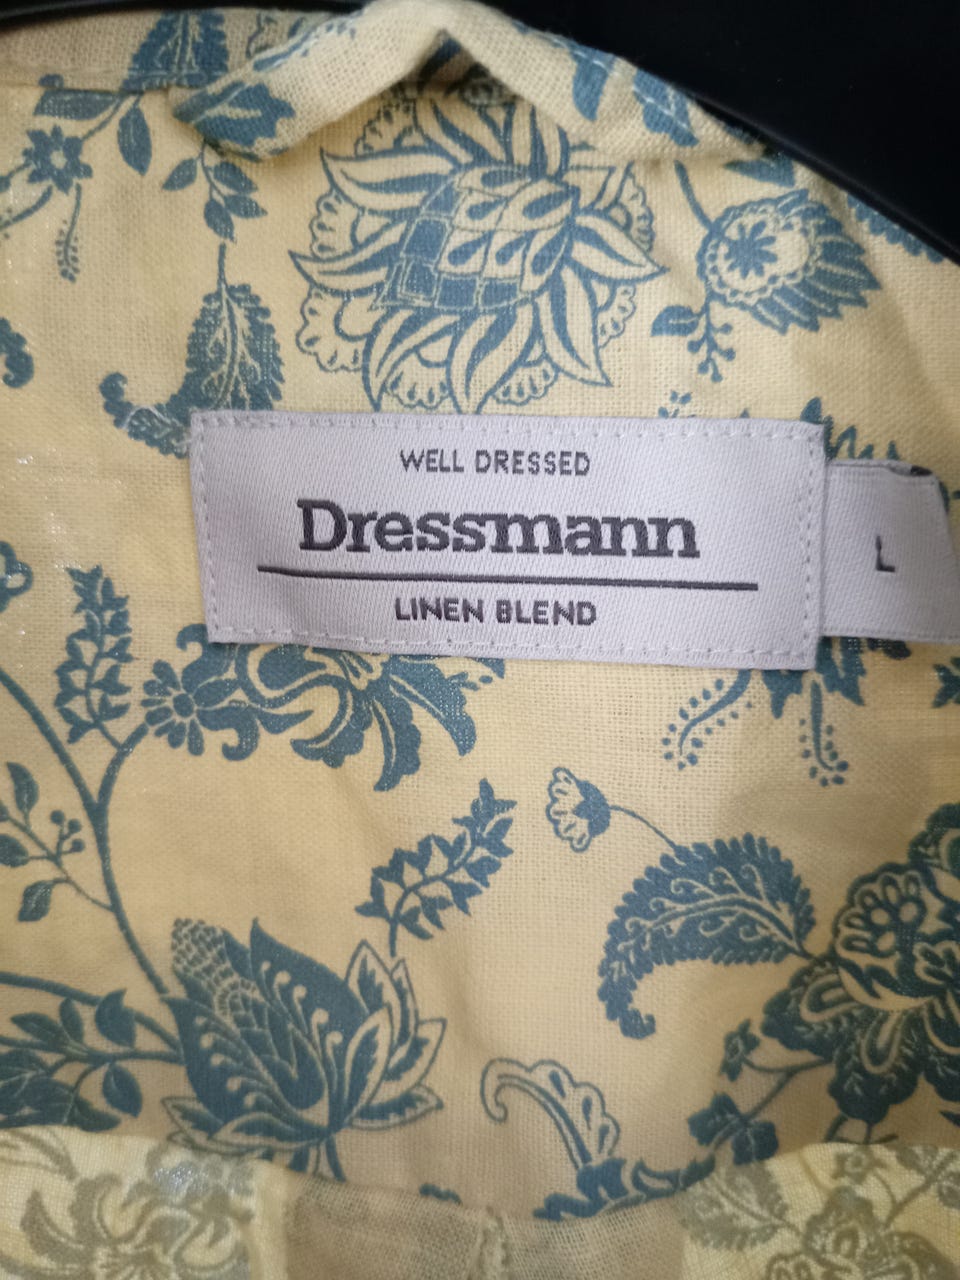 WELL DRESSED
Dressmann
LINEN BLEND
L